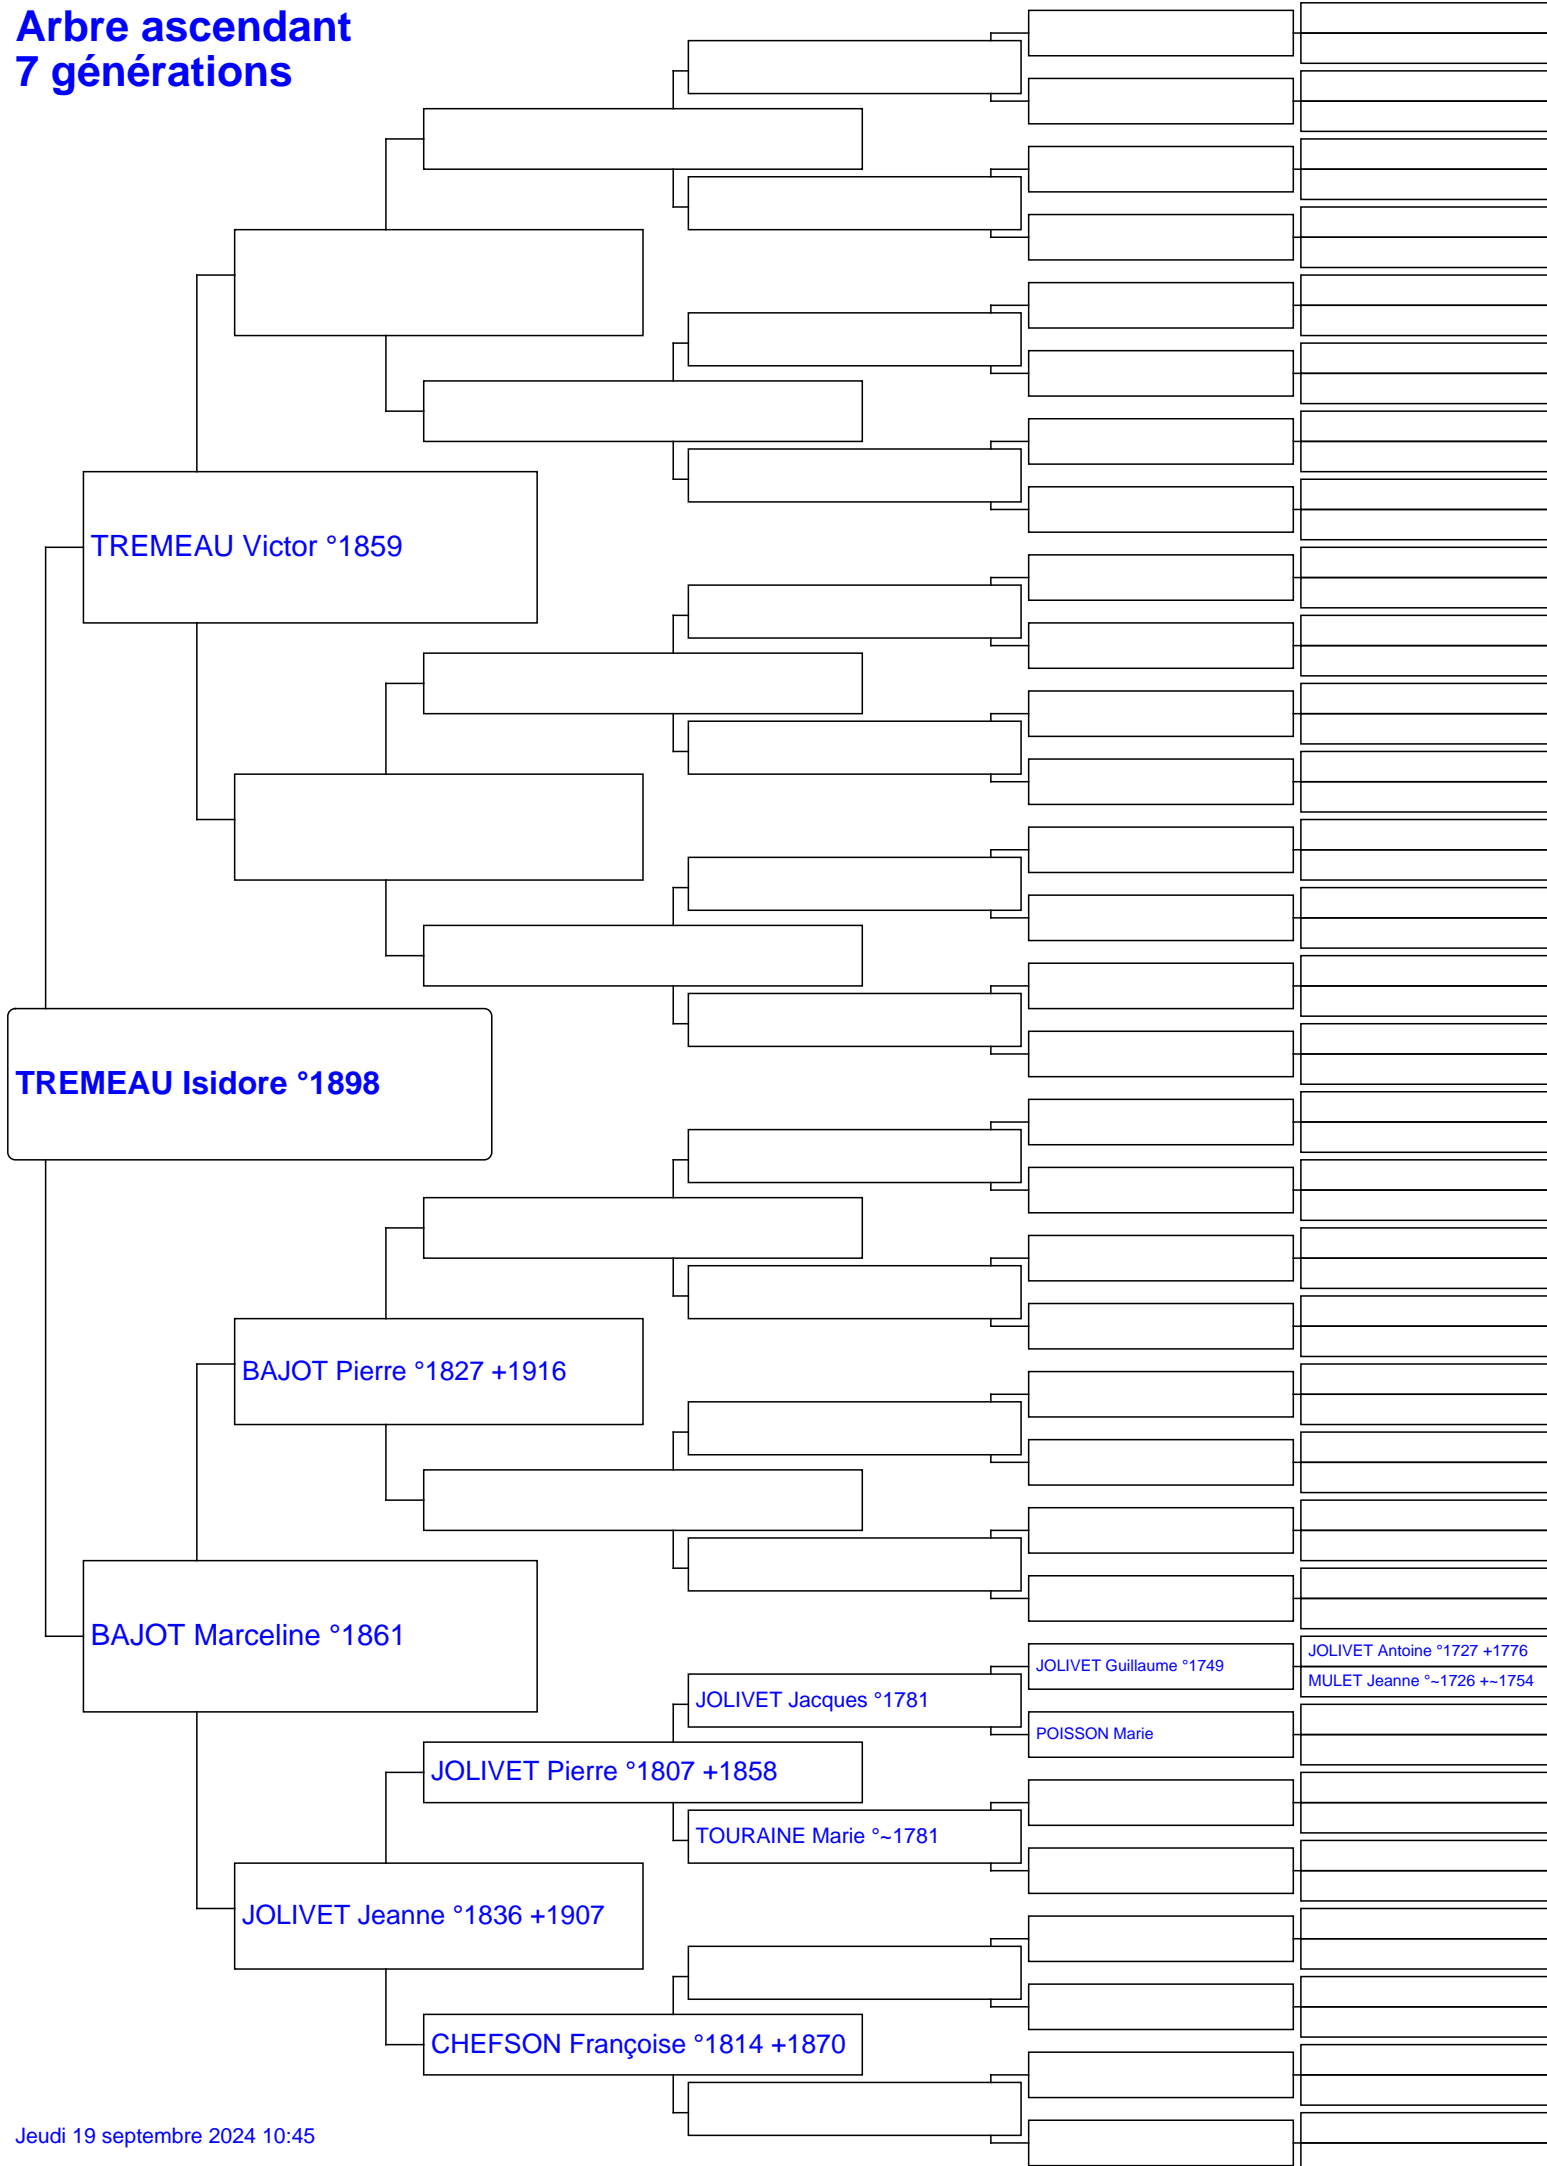 Arbre ascendant
7 générations
TREMEAU Victor °1859
TREMEAU Isidore °1898
BAJOT Pierre °1827 +1916
BAJOT Marceline °1861
JOLIVET Antoine °1727 +1776
JOLIVET Guillaume °1749
MULET Jeanne °~1726 +~1754
JOLIVET Jacques °1781
POISSON Marie
JOLIVET Pierre °1807 +1858
TOURAINE Marie °~1781
JOLIVET Jeanne °1836 +1907
CHEFSON Françoise °1814 +1870
Jeudi 19 septembre 2024 10:45